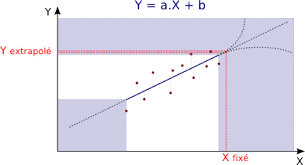 Y = a.X + b
Y
Y extrapolé
X
X fixé